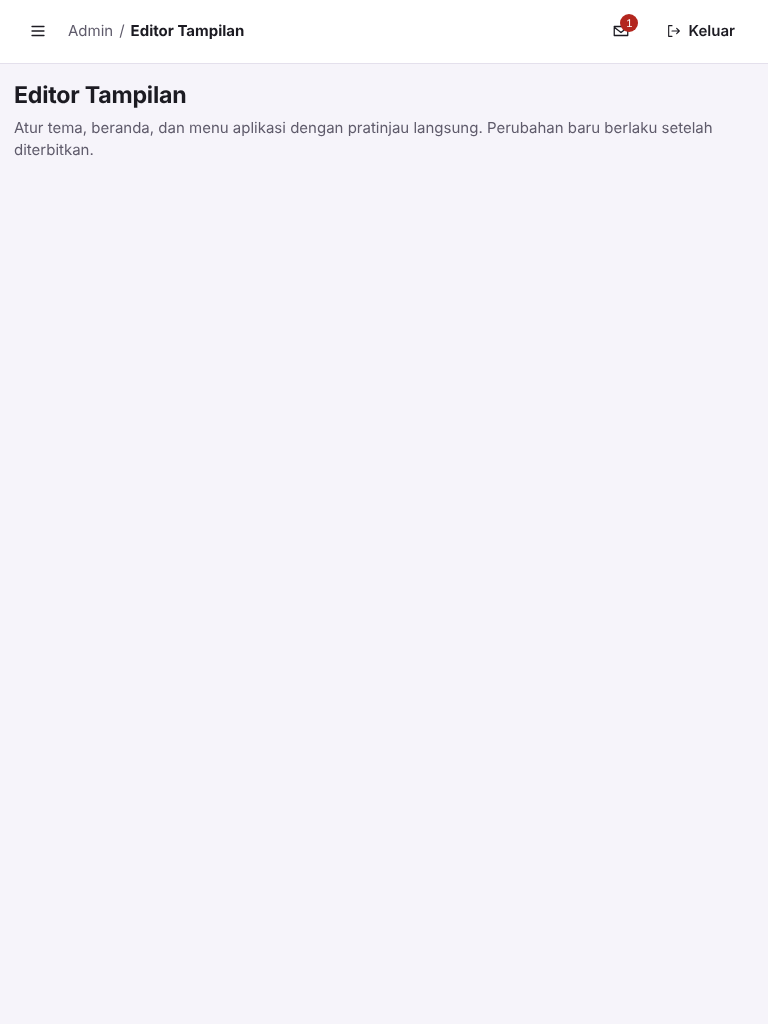 Admin / Editor Tampilan
1
Keluar
Editor Tampilan
Atur tema, beranda, dan menu aplikasi dengan pratinjau langsung. Perubahan baru berlaku setelah
diterbitkan.